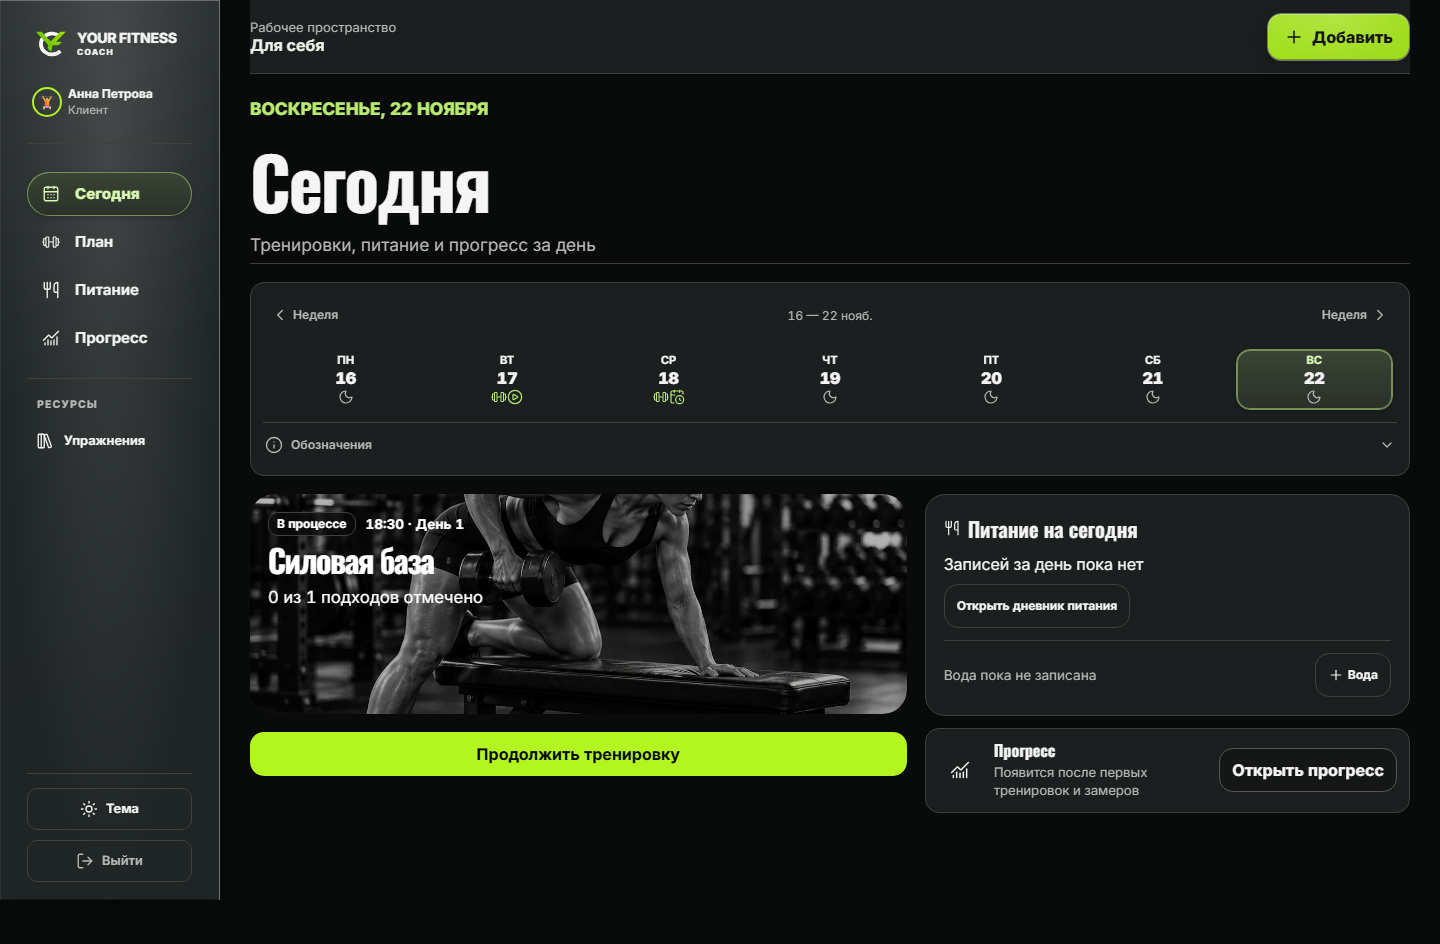 YOUR FITNESS
COACH
Анна Петрова
Клиент
Сегодня
План
Питание
Прогресс
РЕСУРСЫ
Упражнения
Тема
Выйти
Рабочее пространство
Для себя
Добавить
ВОСКРЕСЕНЬЕ, 22 НОЯБРЯ
Сегодня
Тренировки, питание и прогресс за день
Неделя 16 — 22 нояб. Неделя
ПН ВТ СР ЧТ ПТ СБ ВС
16 17 18 19 20 21 22
Обозначения
В процессе 18:30 · День 1
Силовая база
0 из 1 подходов отмечено
Продолжить тренировку
Питание на сегодня
Записей за день пока нет
Открыть дневник питания
Вода пока не записана Вода
Прогресс
Появится после первых
тренировок и замеров
Открыть прогресс